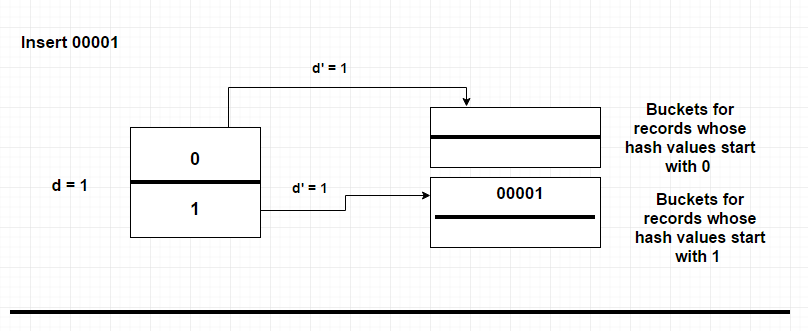 Insert 00001
d' = 1
Buckets for
records whose
hash values start
with 0
0
d = 1
1
d' = 1
00001
Buckets for
records whose
hash values start
with 1